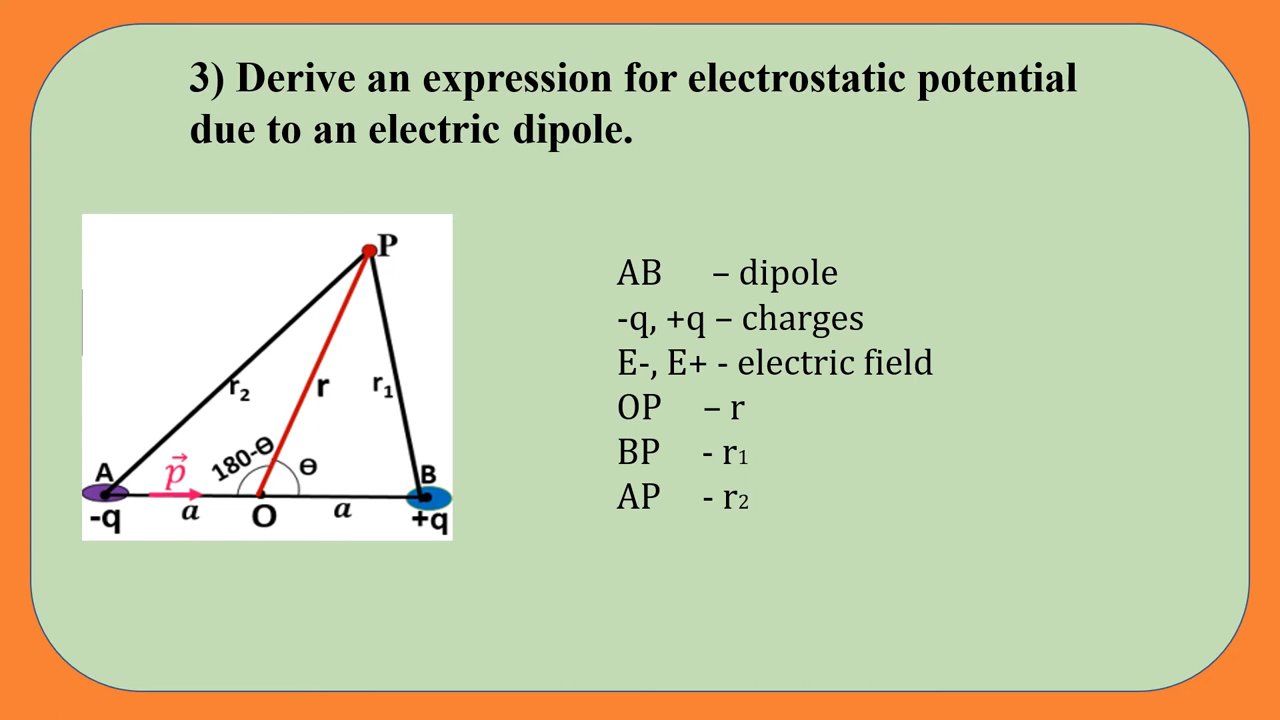 3) Derive an expression for electrostatic potential
due to an electric dipole.
P
r₂
r
r₁
180-ϴ
ϴ
A
p⃗
B
-q
a
O
a
+q
AB – dipole
-q, +q – charges
E-, E+ - electric field
OP – r
BP - r₁
AP - r₂